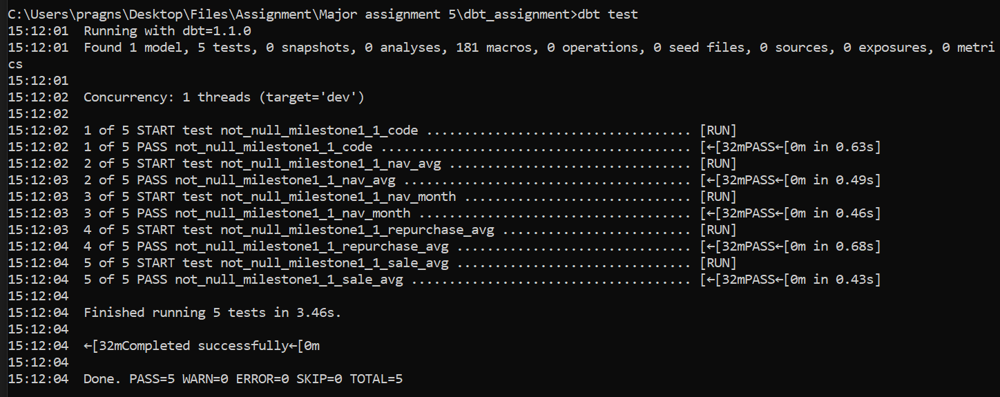 C:\Users\pragns\Desktop\Files\Assignment\Major assignment 5\dbt_assignment>dbt test
15:12:01  Running with dbt=1.1.0
15:12:01  Found 1 model, 5 tests, 0 snapshots, 0 analyses, 181 macros, 0 operations, 0 seed files, 0 sources, 0 exposures, 0 metri
cs
15:12:01
15:12:02  Concurrency: 1 threads (target='dev')
15:12:02
15:12:02  1 of 5 START test not_null_milestone1_1_code ................................... [RUN]
15:12:02  1 of 5 PASS not_null_milestone1_1_code ......................................... [←[32mPASS←[0m in 0.63s]
15:12:02  2 of 5 START test not_null_milestone1_1_nav_avg ................................ [RUN]
15:12:03  2 of 5 PASS not_null_milestone1_1_nav_avg ...................................... [←[32mPASS←[0m in 0.49s]
15:12:03  3 of 5 START test not_null_milestone1_1_nav_month .............................. [RUN]
15:12:03  3 of 5 PASS not_null_milestone1_1_nav_month .................................... [←[32mPASS←[0m in 0.46s]
15:12:03  4 of 5 START test not_null_milestone1_1_repurchase_avg ......................... [RUN]
15:12:04  4 of 5 PASS not_null_milestone1_1_repurchase_avg ............................... [←[32mPASS←[0m in 0.68s]
15:12:04  5 of 5 START test not_null_milestone1_1_sale_avg ............................... [RUN]
15:12:04  5 of 5 PASS not_null_milestone1_1_sale_avg ..................................... [←[32mPASS←[0m in 0.43s]
15:12:04
15:12:04  Finished running 5 tests in 3.46s.
15:12:04
15:12:04  ←[32mCompleted successfully←[0m
15:12:04
15:12:04  Done. PASS=5 WARN=0 ERROR=0 SKIP=0 TOTAL=5